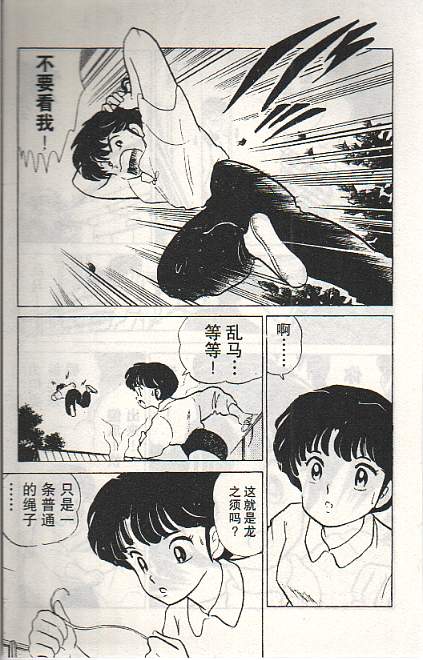 不要看我！
啊……
乱马…
等等！
这就是龙
之须吗？
只是一
条普通
的绳子
……